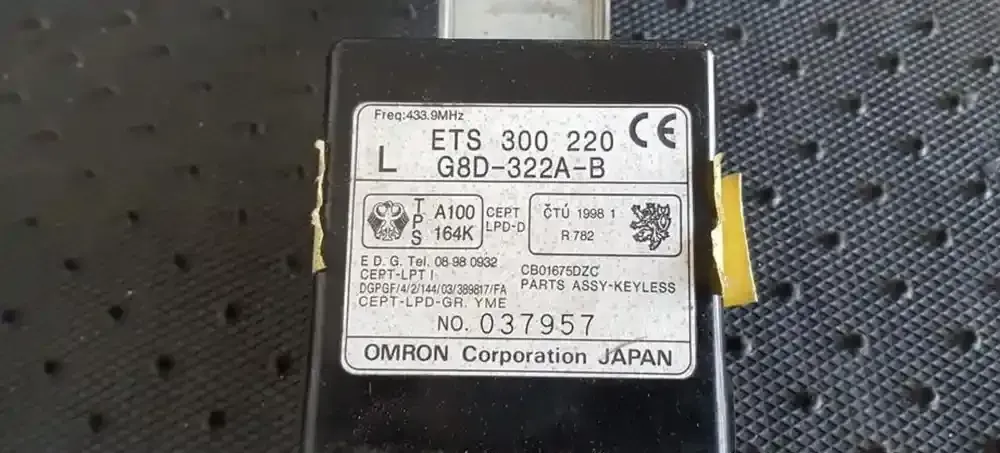 Freq:433.9MHz
ETS 300 220 CE
L G8D-322A-B
TPS A100 164K
CEPT LPD-D
ČTÚ 1998 1
R 782
E D. G. Tel. 08 98 0932
CEPT-LPT I
DGPGF/4/2/144/03/389817/FA
CEPT-LPD-GR. YME
CB01675DZC
PARTS ASSY-KEYLESS
NO. 037957
OMRON Corporation JAPAN